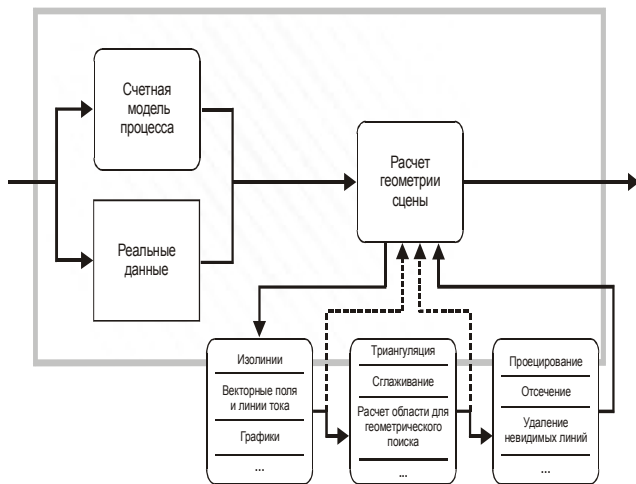 Счетная
модель
процесса
Расчет
геометрии
сцены
Реальные
данные
Изолинии
Векторные поля
и линии тока
Графики
...
Триангуляция
Сглаживание
Расчет области для
геометрического
поиска
...
Проецирование
Отсечение
Удаление
невидимых линий
...